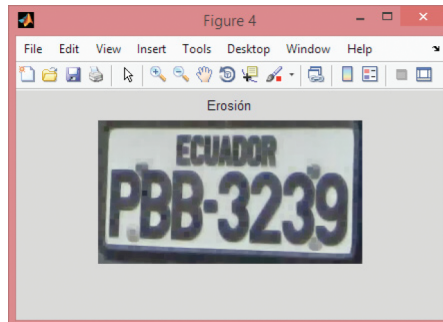 Figure 4
File Edit View Insert Tools Desktop Window Help
Erosión
ECUADOR
PBB-3239